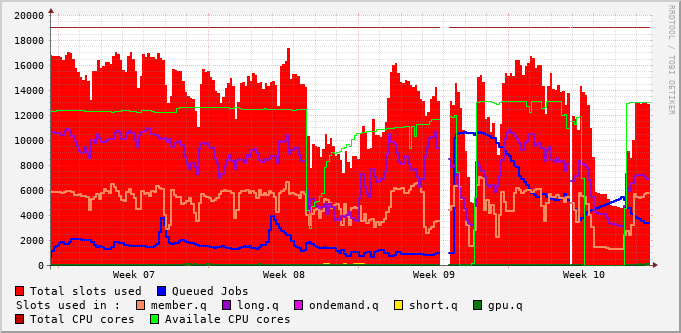 20000
18000
16000
14000
12000
10000
8000
6000
4000
2000
0
Week 07 Week 08 Week 09 Week 10
Total slots used Queued Jobs
Slots used in : member.q long.q ondemand.q short.q gpu.q
Total CPU cores Availale CPU cores
RRDTOOL / TOBI OETIKER